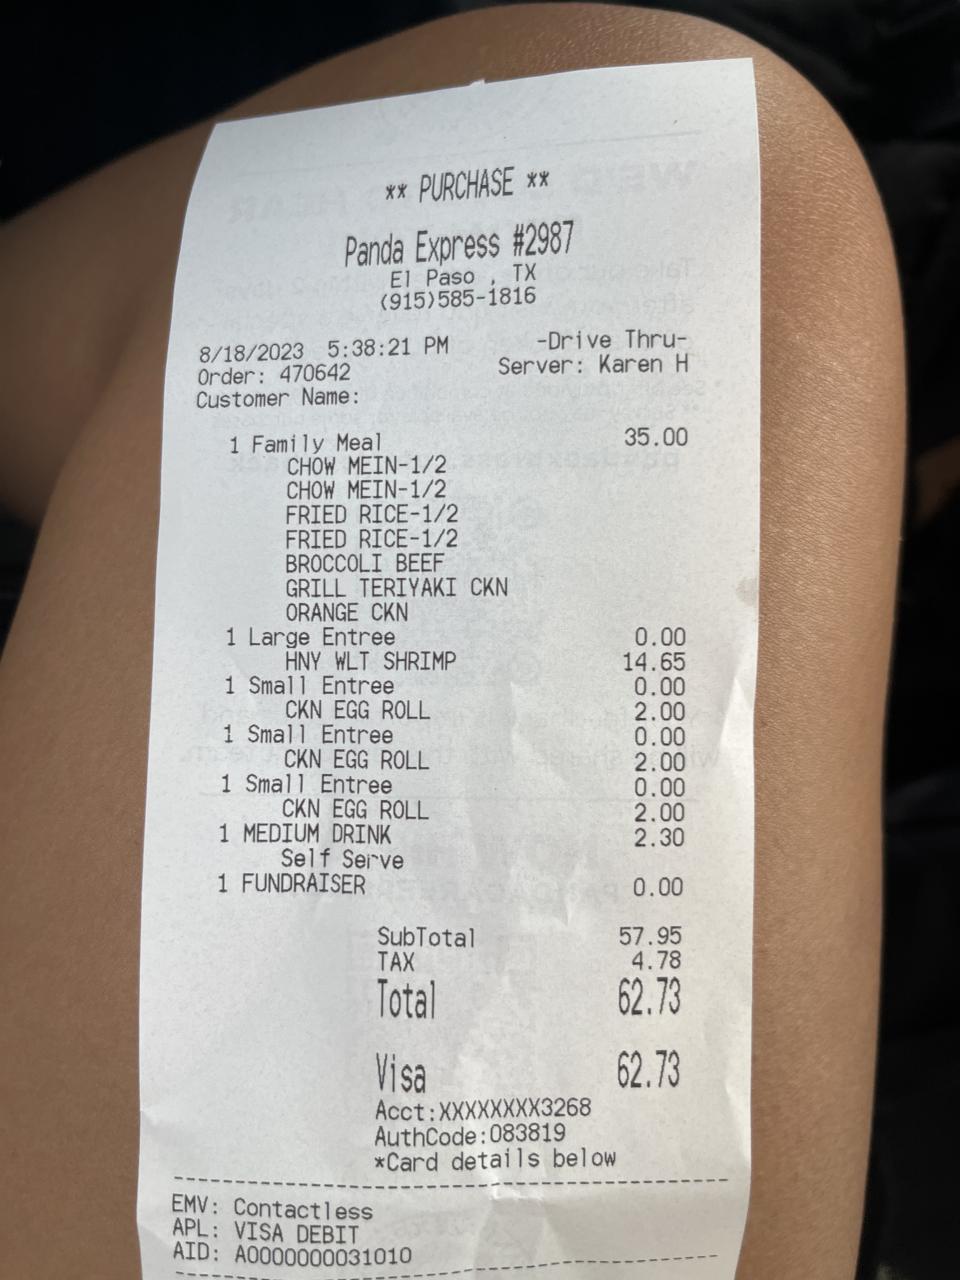 ** PURCHASE **
Panda Express #2987
El Paso , TX
(915)585-1816
8/18/2023 5:38:21 PM -Drive Thru-
Order: 470642 Server: Karen H
Customer Name:
1 Family Meal 35.00
CHOW MEIN-1/2
CHOW MEIN-1/2
FRIED RICE-1/2
FRIED RICE-1/2
BROCCOLI BEEF
GRILL TERIYAKI CKN
ORANGE CKN
1 Large Entree 0.00
HNY WLT SHRIMP 14.65
1 Small Entree 0.00
CKN EGG ROLL 2.00
1 Small Entree 0.00
CKN EGG ROLL 2.00
1 Small Entree 0.00
CKN EGG ROLL 2.00
1 MEDIUM DRINK 2.30
Self Serve
1 FUNDRAISER 0.00
SubTotal 57.95
TAX 4.78
Total 62.73
Visa 62.73
Acct:XXXXXXXX3268
AuthCode:083819
*Card details below
EMV: Contactless
APL: VISA DEBIT
AID: A0000000031010